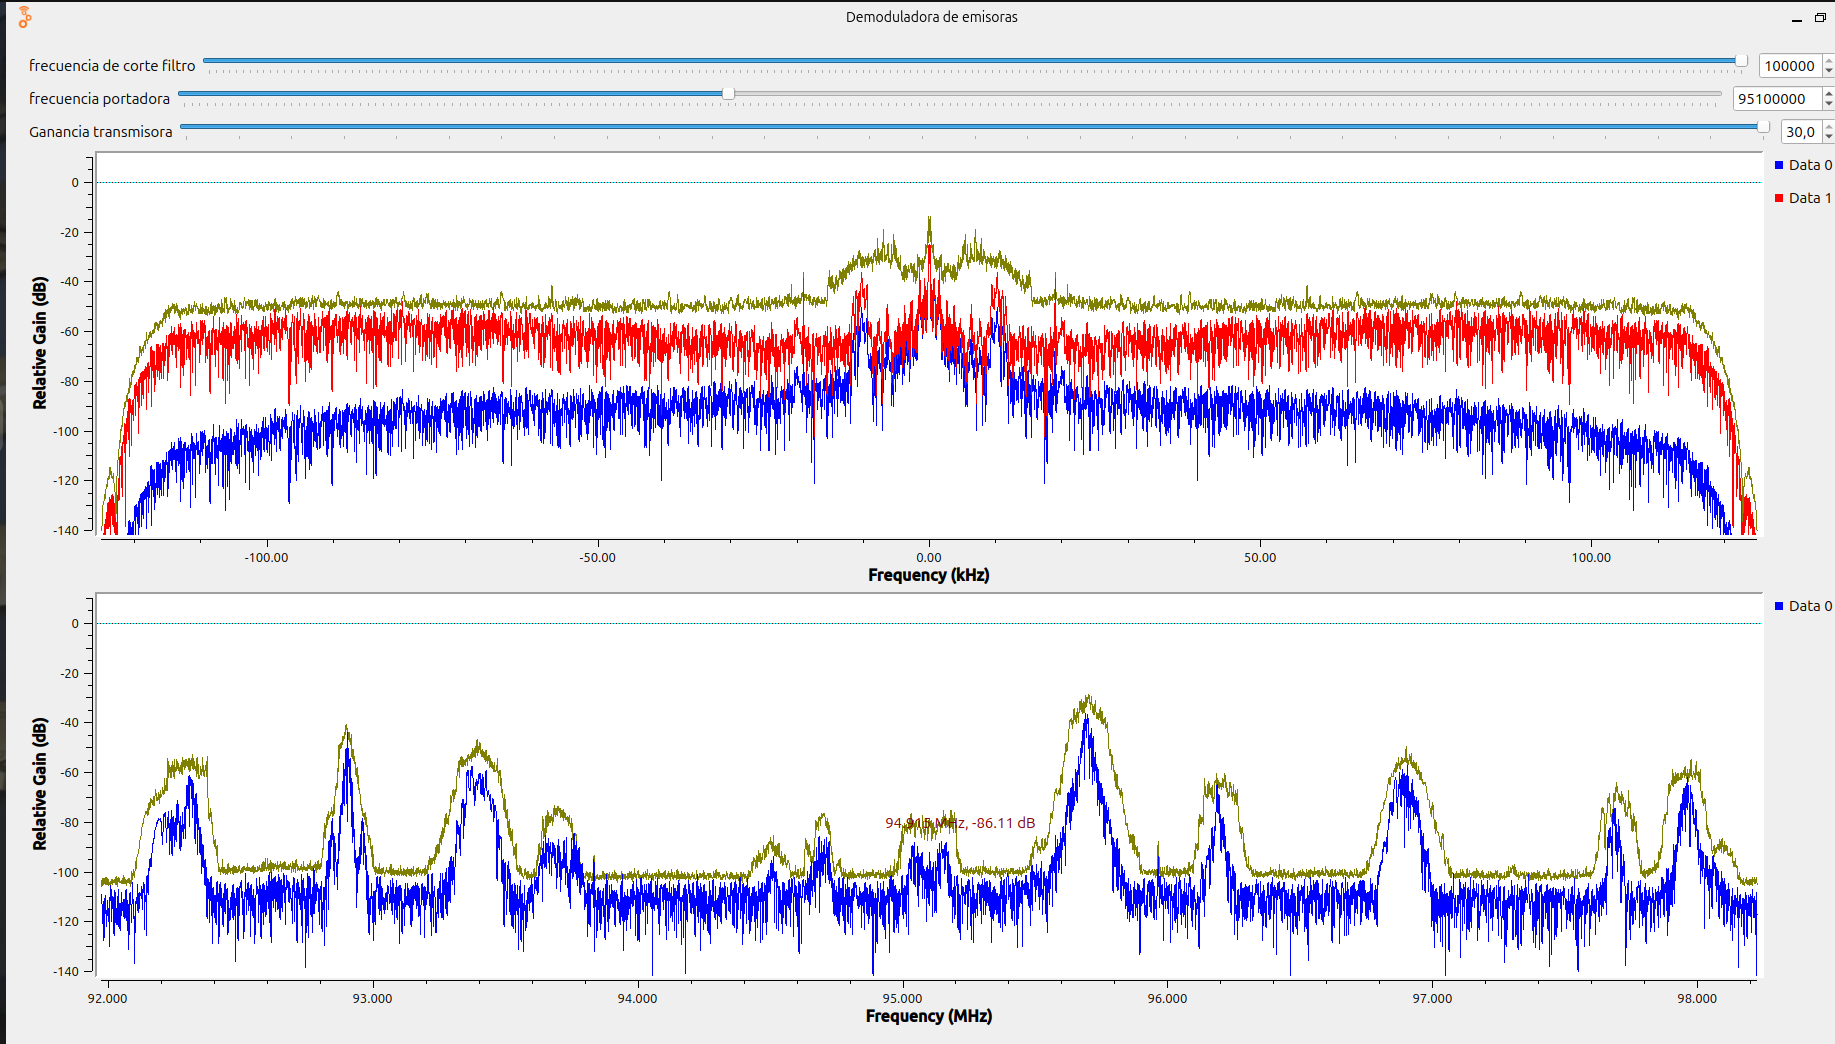 Demoduladora de emisoras
frecuencia de corte filtro 100000
frecuencia portadora 95100000
Ganancia transmisora 30,0
Relative Gain (dB)
0
-20
-40
-60
-80
-100
-120
-140
-100.00 -50.00 0.00 50.00 100.00
Frequency (kHz)
Data 0
Data 1
Relative Gain (dB)
0
-20
-40
-60
-80
-100
-120
-140
94.915 MHz, -86.11 dB
92.000 93.000 94.000 95.000 96.000 97.000 98.000
Frequency (MHz)
Data 0